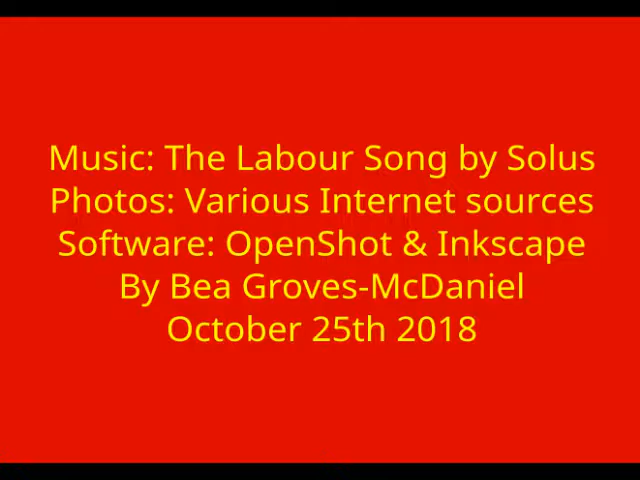 Music: The Labour Song by Solus
Photos: Various Internet sources
Software: OpenShot & Inkscape
By Bea Groves-McDaniel
October 25th 2018